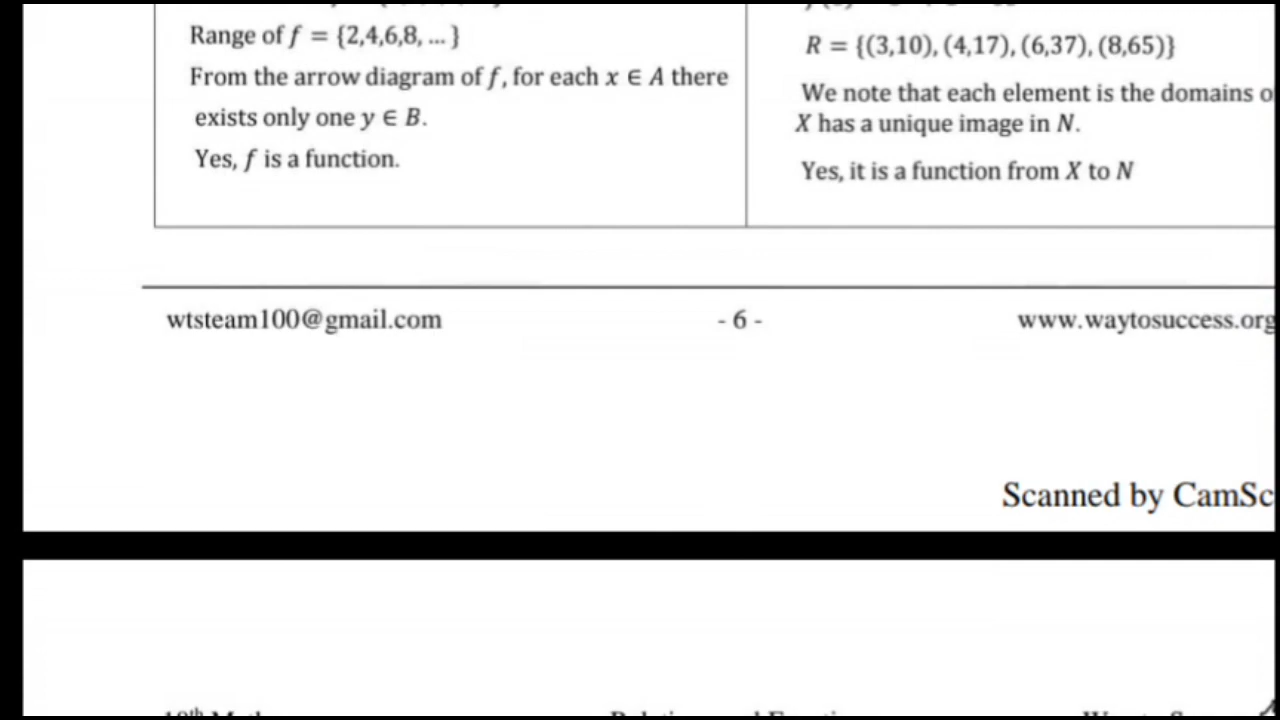 Range of f = {2,4,6,8, ... }
From the arrow diagram of f, for each x ∈ A there
exists only one y ∈ B.
Yes, f is a function.
R = {(3,10), (4,17), (6,37), (8,65)}
We note that each element is the domains
X has a unique image in N.
Yes, it is a function from X to N
wtsteam100@gmail.com
- 6 -
www.waytosuccess.org
Scanned by